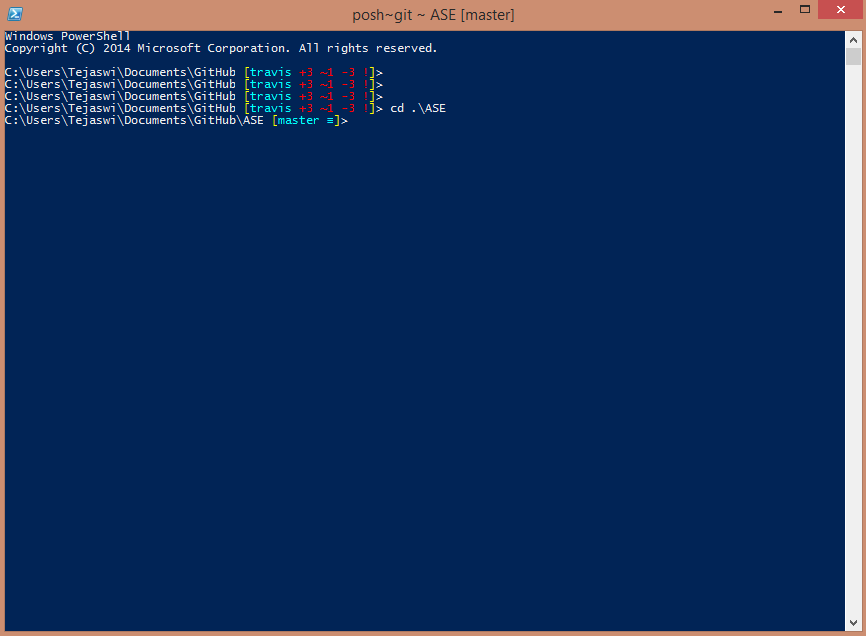 posh~git ~ ASE [master]
Windows PowerShell
Copyright (C) 2014 Microsoft Corporation. All rights reserved.
C:\Users\Tejaswi\Documents\GitHub [travis +3 ~1 -3 !]>
C:\Users\Tejaswi\Documents\GitHub [travis +3 ~1 -3 !]>
C:\Users\Tejaswi\Documents\GitHub [travis +3 ~1 -3 !]>
C:\Users\Tejaswi\Documents\GitHub [travis +3 ~1 -3 !]> cd .\ASE
C:\Users\Tejaswi\Documents\GitHub\ASE [master ≡]>